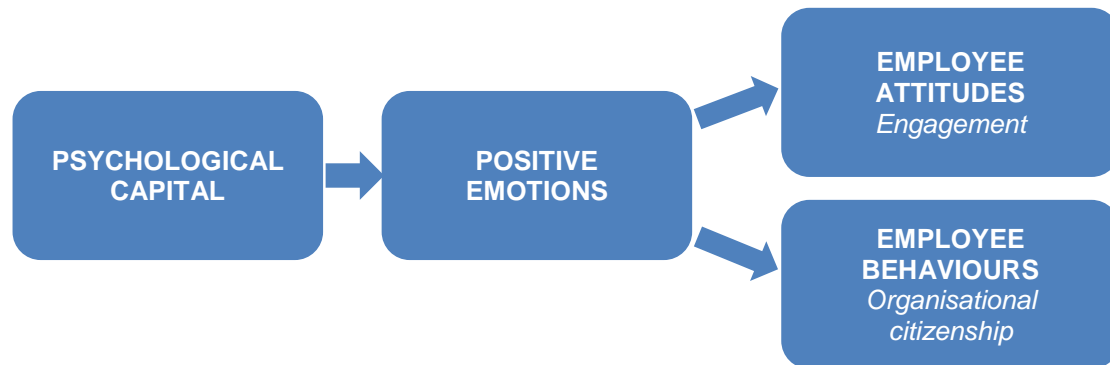 PSYCHOLOGICAL
CAPITAL
POSITIVE
EMOTIONS
EMPLOYEE
ATTITUDES
Engagement
EMPLOYEE
BEHAVIOURS
Organisational
citizenship